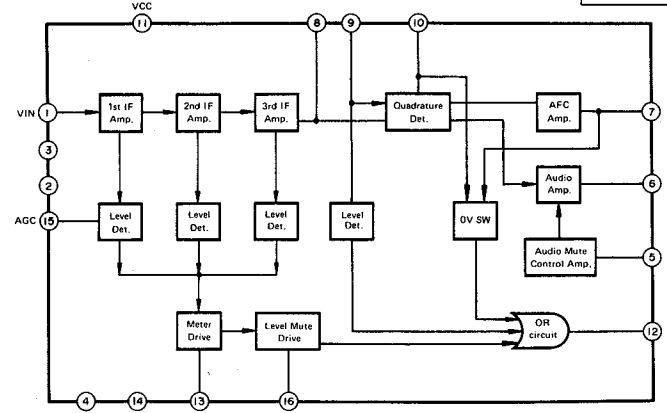 VCC
11
8
9
10
1st IF
Amp.
2nd IF
Amp.
3rd IF
Amp.
Quadrature
Det.
AFC
Amp.
VIN
1
7
3
2
AGC
15
Audio
Amp.
6
Level
Det.
Level
Det.
Level
Det.
Level
Det.
0V SW
Audio Mute
Control Amp.
5
Meter
Drive
Level Mute
Drive
OR
circuit
12
4
14
13
16